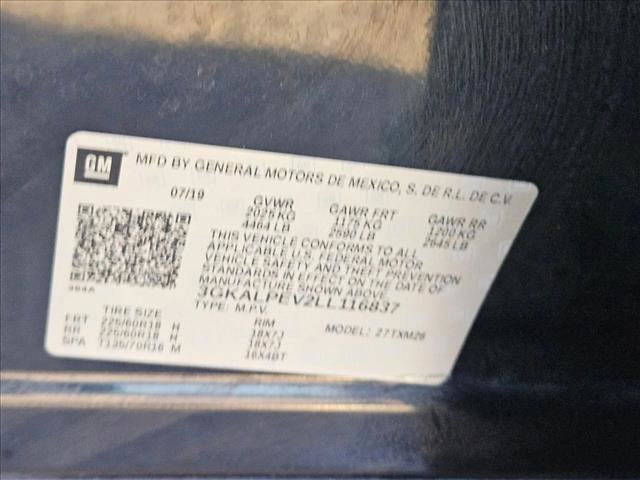 GM MFD BY GENERAL MOTORS DE MEXICO, S. DE R.L. DE C.V.
07/19 GVWR GAWR FRT GAWR RR
2025 KG 1175 KG 1200 KG
4464 LB 2590 LB 2645 LB
THIS VEHICLE CONFORMS TO ALL
APPLICABLE U.S. FEDERAL MOTOR
VEHICLE SAFETY AND THEFT PREVENTION
STANDARDS IN EFFECT ON THE DATE OF
MANUFACTURE SHOWN ABOVE.
3GKALPEV2LL116837
TYPE: M.P.V. MODEL: 27TXM26
TIRE SIZE RIM
FRT 225/60R18 H 18X7J
RR 225/60R18 H 18X7J
SPA T135/70R16 M 16X4BT